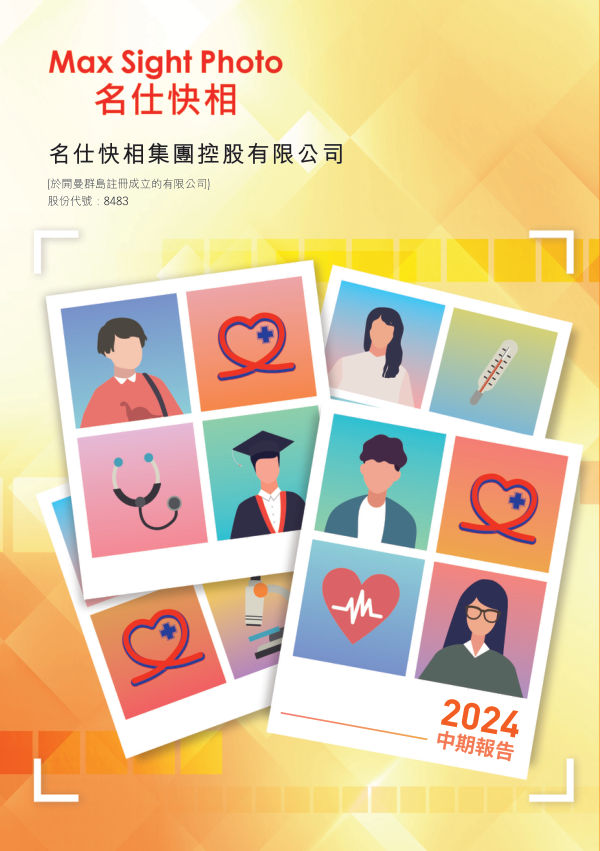 Max Sight Photo
名仕快相
名仕快相集團控股有限公司
(於開曼群島註冊成立的有限公司)
股份代號：8483
2024
中期報告